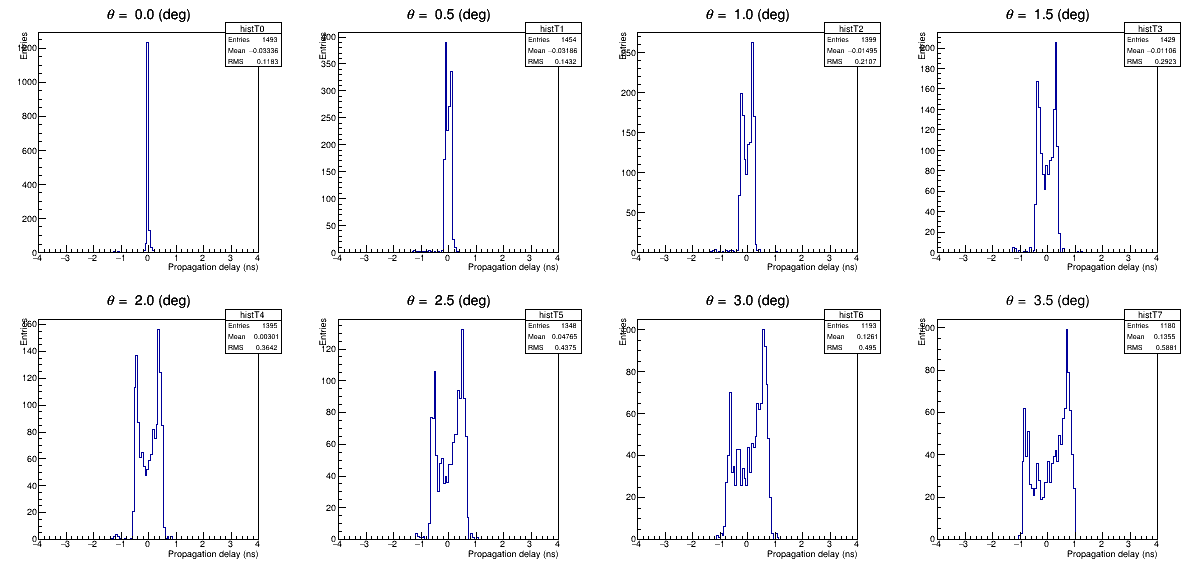 θ = 0.0 (deg)
histT0
Entries 1493
Mean −0.03336
RMS 0.1183
Entries
1200
1000
800
600
400
200
0
−4 −3 −2 −1 0 1 2 3 4
Propagation delay (ns)
θ = 0.5 (deg)
histT1
Entries 1454
Mean −0.03186
RMS 0.1432
Entries
400
350
300
250
200
150
100
50
0
−4 −3 −2 −1 0 1 2 3 4
Propagation delay (ns)
θ = 1.0 (deg)
histT2
Entries 1399
Mean −0.01495
RMS 0.2107
Entries
250
200
150
100
50
0
−4 −3 −2 −1 0 1 2 3 4
Propagation delay (ns)
θ = 1.5 (deg)
histT3
Entries 1429
Mean −0.01106
RMS 0.2923
Entries
200
180
160
140
120
100
80
60
40
20
0
−4 −3 −2 −1 0 1 2 3 4
Propagation delay (ns)
θ = 2.0 (deg)
histT4
Entries 1395
Mean 0.00301
RMS 0.3642
Entries
160
140
120
100
80
60
40
20
0
−4 −3 −2 −1 0 1 2 3 4
Propagation delay (ns)
θ = 2.5 (deg)
histT5
Entries 1348
Mean 0.04765
RMS 0.4375
Entries
120
100
80
60
40
20
0
−4 −3 −2 −1 0 1 2 3 4
Propagation delay (ns)
θ = 3.0 (deg)
histT6
Entries 1193
Mean 0.1261
RMS 0.495
Entries
100
80
60
40
20
0
−4 −3 −2 −1 0 1 2 3 4
Propagation delay (ns)
θ = 3.5 (deg)
histT7
Entries 1180
Mean 0.1355
RMS 0.5881
Entries
100
80
60
40
20
0
−4 −3 −2 −1 0 1 2 3 4
Propagation delay (ns)